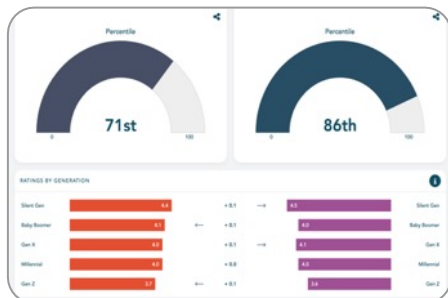 Percentile
Percentile
71st
0
100
86th
0
100
RATINGS BY GENERATION
Silent Gen 4.4 + 0.1 → 4.5 Silent Gen
Baby Boomer 4.1 ← + 0.1 4.0 Baby Boomer
Gen X 4.0 + 0.1 → 4.1 Gen X
Millennial 4.0 + 0.0 4.0 Millennial
Gen Z 3.7 ← + 0.1 3.6 Gen Z